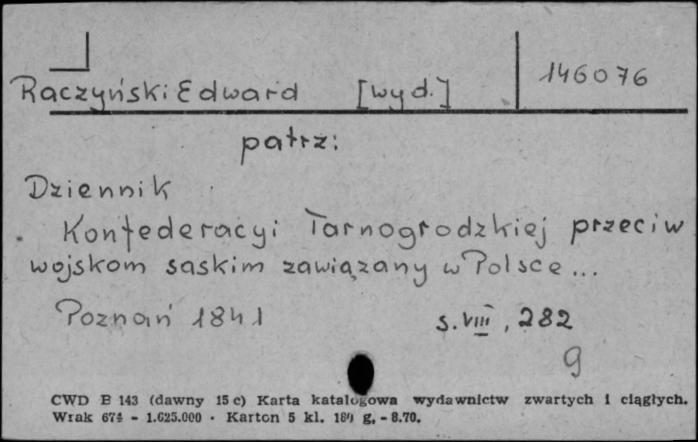 Raczyński Edward [wyd.] 146076
patrz:
Dziennik
Konfederacyi Tarnogrodzkiej przeciw
wojskom saskim zawiązany w Polsce...
Poznań 1841 s. VIII, 282
9
CWD B 143 (dawny 15 c) Karta katalogowa wydawnictw zwartych i ciągłych.
Wrak 674 - 1.625.000 · Karton 5 kl. 180 g. - 8.70.